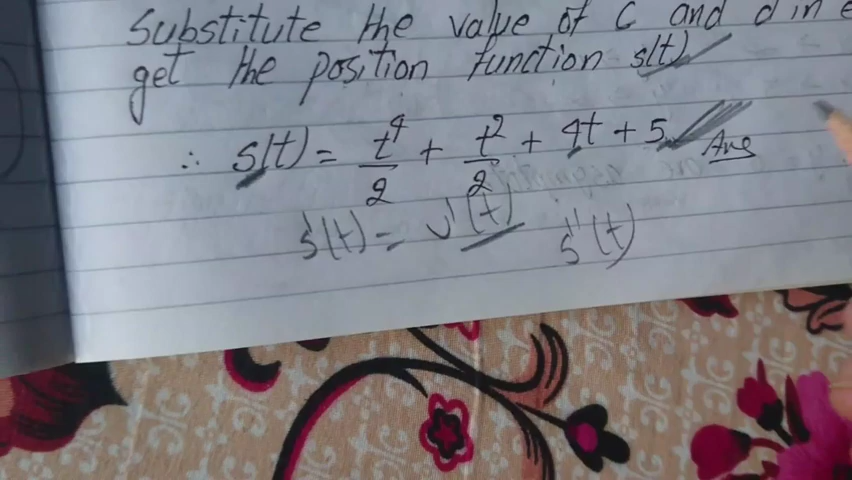 Substitute the value of C and d in
get the position function s(t)
∴ s(t) = t⁴/2 + t²/2 + 4t + 5 Ans
s'(t) = v'(t) s''(t)